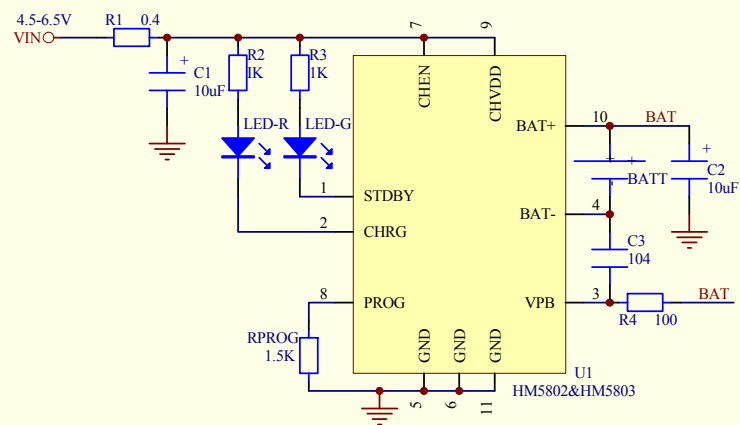 4.5-6.5V
R1 0.4
VIN
7
9
R2
IK
R3
1K
C1
10uF
+
CHEN
CHVDD
LED-R
LED-G
BAT+
10
BAT
+
+
+
BATT
C2
10uF
1
STDBY
BAT-
4
2
CHRG
C3
104
8
PROG
VPB
3
BAT
R4 100
RPROG
1.5K
GND
GND
GND
U1
HM5802&HM5803
5
6
11